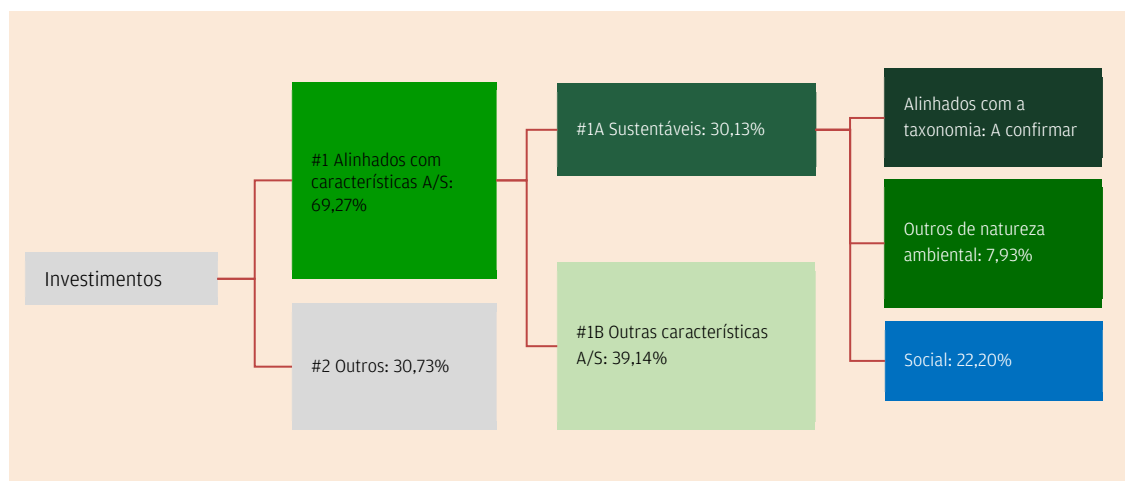 Investimentos
#1 Alinhados com
características A/S:
69,27%
#2 Outros: 30,73%
#1A Sustentáveis: 30,13%
#1B Outras características
A/S: 39,14%
Alinhados com a
taxonomia: A confirmar
Outros de natureza
ambiental: 7,93%
Social: 22,20%